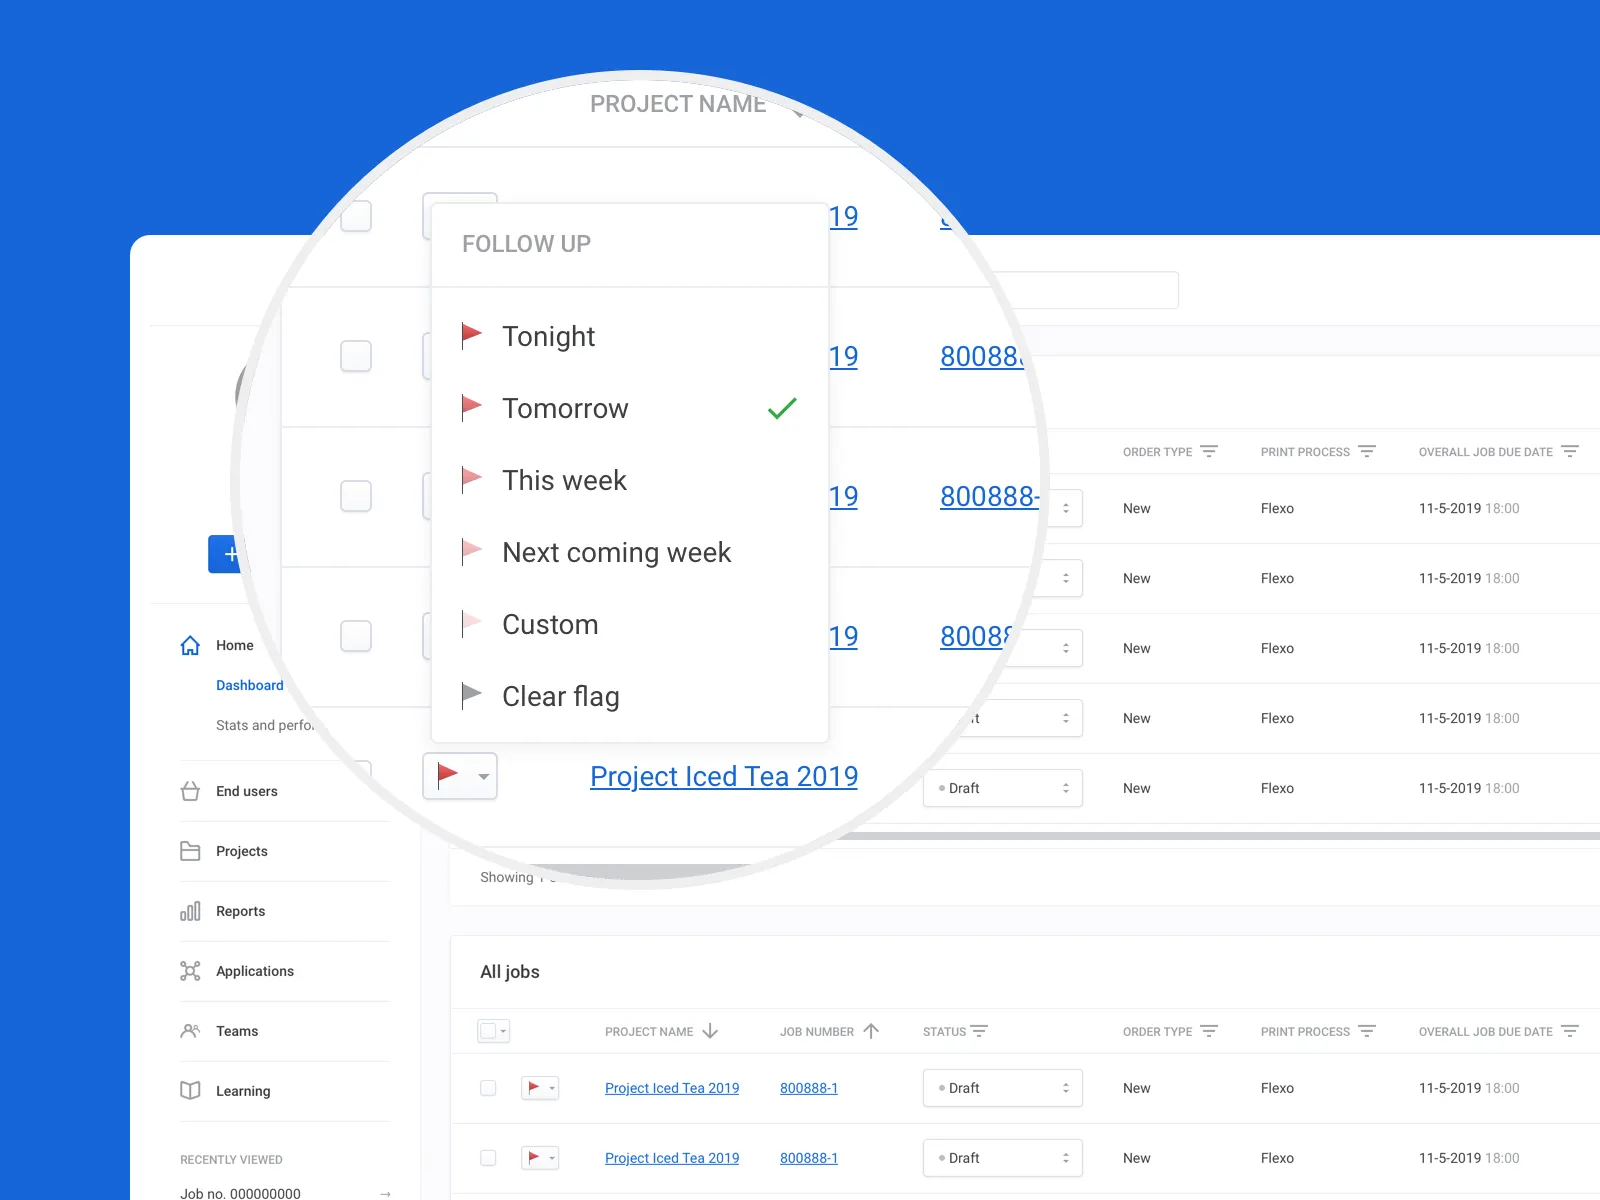 PROJECT NAME
19
FOLLOW UP
Tonight
19
Tomorrow
This week
19
800888-
Next coming week
Custom
19
Clear flag
Project Iced Tea 2019
ORDER TYPE PRINT PROCESS OVERALL JOB DUE DATE
New Flexo 11-5-2019 18:00
New Flexo 11-5-2019 18:00
New Flexo 11-5-2019 18:00
New Flexo 11-5-2019 18:00
Draft New Flexo 11-5-2019 18:00
Showing
+
Home
Dashboard
Stats and
End users
Projects
Reports
Applications
Teams
Learning
RECENTLY VIEWED
Job no. 000000000 →
All jobs
PROJECT NAME JOB NUMBER STATUS ORDER TYPE PRINT PROCESS OVERALL JOB DUE DATE
Project Iced Tea 2019 800888-1 Draft New Flexo 11-5-2019 18:00
Project Iced Tea 2019 800888-1 Draft New Flexo 11-5-2019 18:00